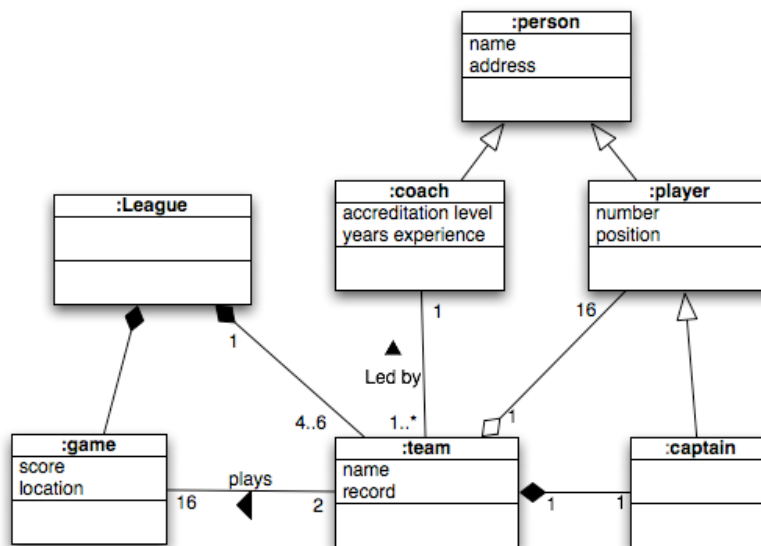 :person
name
address
:League
:coach
accreditation level
years experience
:player
number
position
1
1
16
Led by
4..6
1..*
1
:game
score
location
plays
16
2
:team
name
record
1
1
:captain